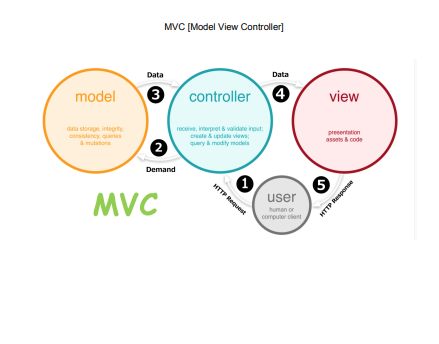 MVC [Model View Controller]
Data
Data
3
4
model
controller
view
data storage, integrity,
consistency, queries
& mutations
receive, interpret & validate input;
create & update views;
query & modify models
presentation
assets & code
2
Demand
1
5
HTTP Request
HTTP Response
user
human or
computer client
MVC